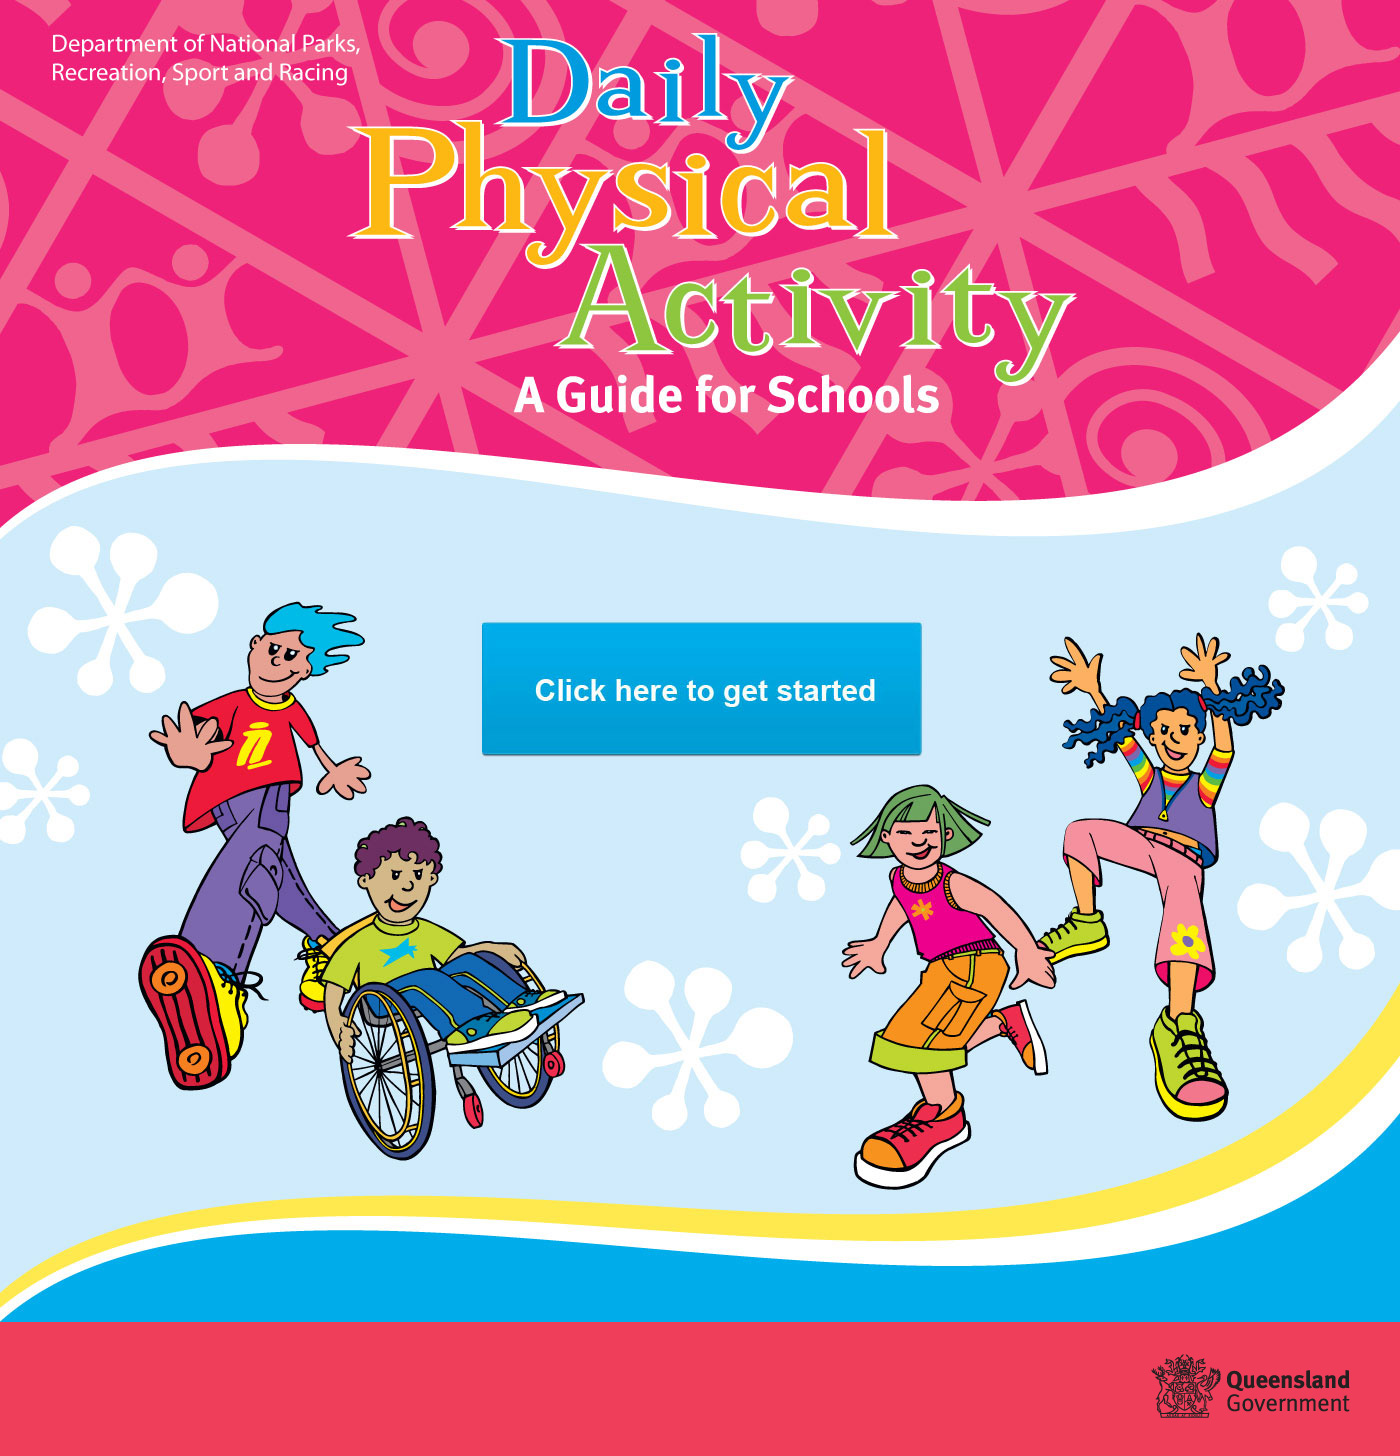 Department of National Parks,
Recreation, Sport and Racing
Daily
Physical
Activity
A Guide for Schools
Click here to get started
Queensland
Government